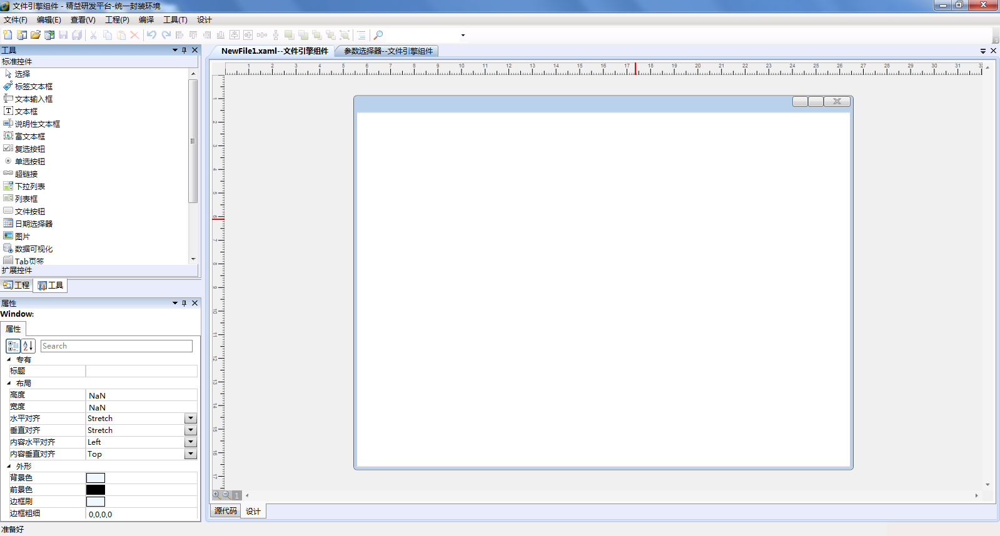 文件引擎组件 - 精益研发平台-统一封装环境
文件(F) 编辑(E) 查看(V) 工程(P) 编译 工具(T) 设计
工具
标准控件
选择
标签文本框
文本输入框
文本框
说明性文本框
富文本框
复选按钮
单选按钮
超链接
下拉列表
列表框
文件按钮
日期选择器
图片
数据可视化
Tab页签
扩展控件
工程 工具
属性
Window:
属性
Search
专有
标题
布局
高度 NaN
宽度 NaN
水平对齐 Stretch
垂直对齐 Stretch
内容水平对齐 Left
内容垂直对齐 Top
外形
背景色
前景色
边框刷
边框粗细 0,0,0,0
NewFile1.xaml--文件引擎组件 参数选择器--文件引擎组件
1 2 3 4 5 6 7 8 9 10 11 12 13 14 15 16 17 18 19 20 21 22 23 24 25 26 27 28 29 30 31
1
2
3
4
5
6
7
8
9
10
11
12
13
14
15
16
17
1
源代码 设计
准备好